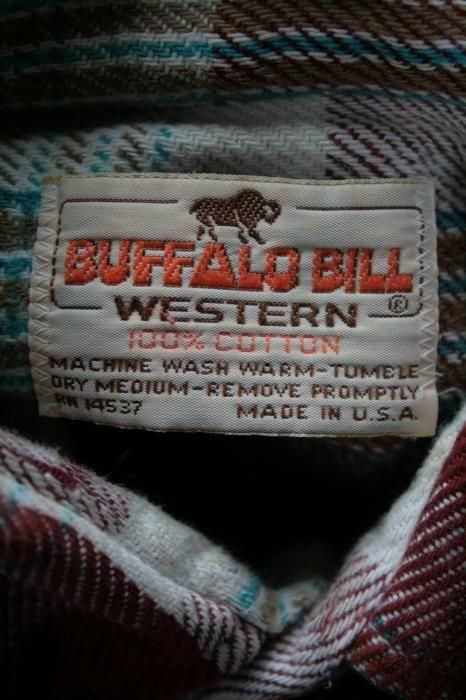 BUFFALO BILL
WESTERN ®
100% COTTON
MACHINE WASH WARM-TUMBLE
DRY MEDIUM-REMOVE PROMPTLY
RN 14537 MADE IN U.S.A.